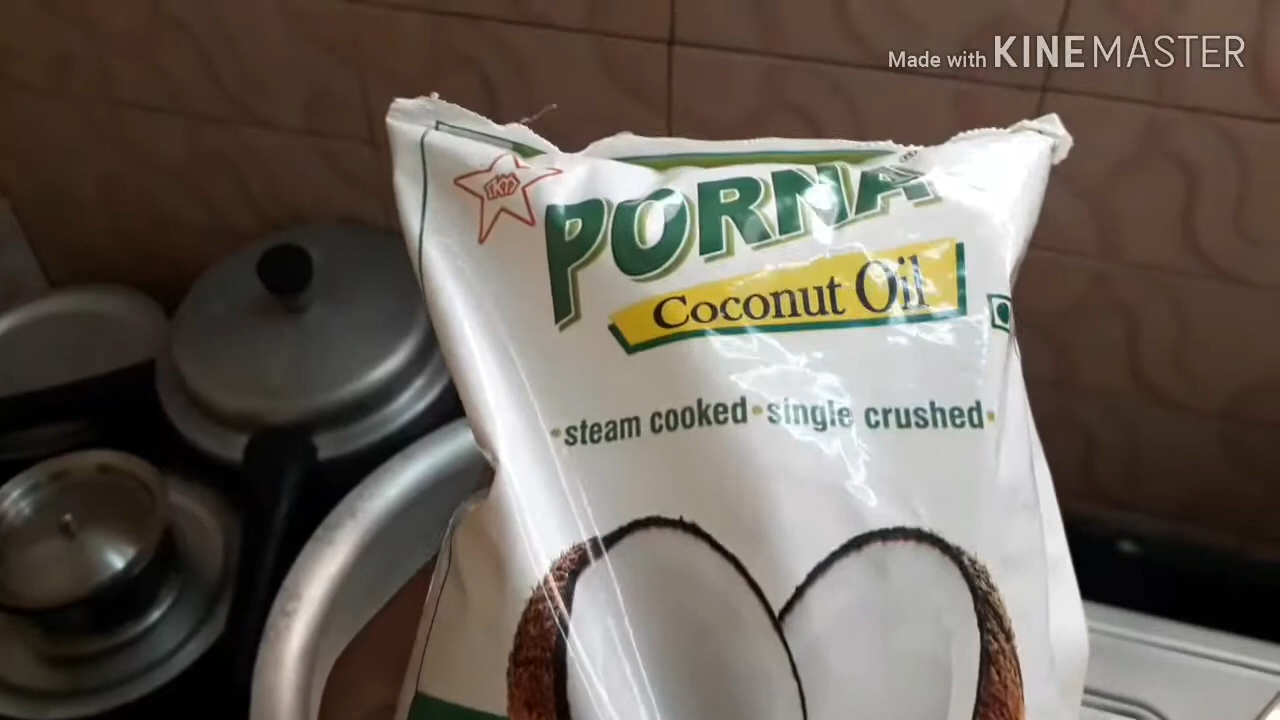 Made with KINEMASTER
PORNA
Coconut Oil
•steam cooked•single crushed•